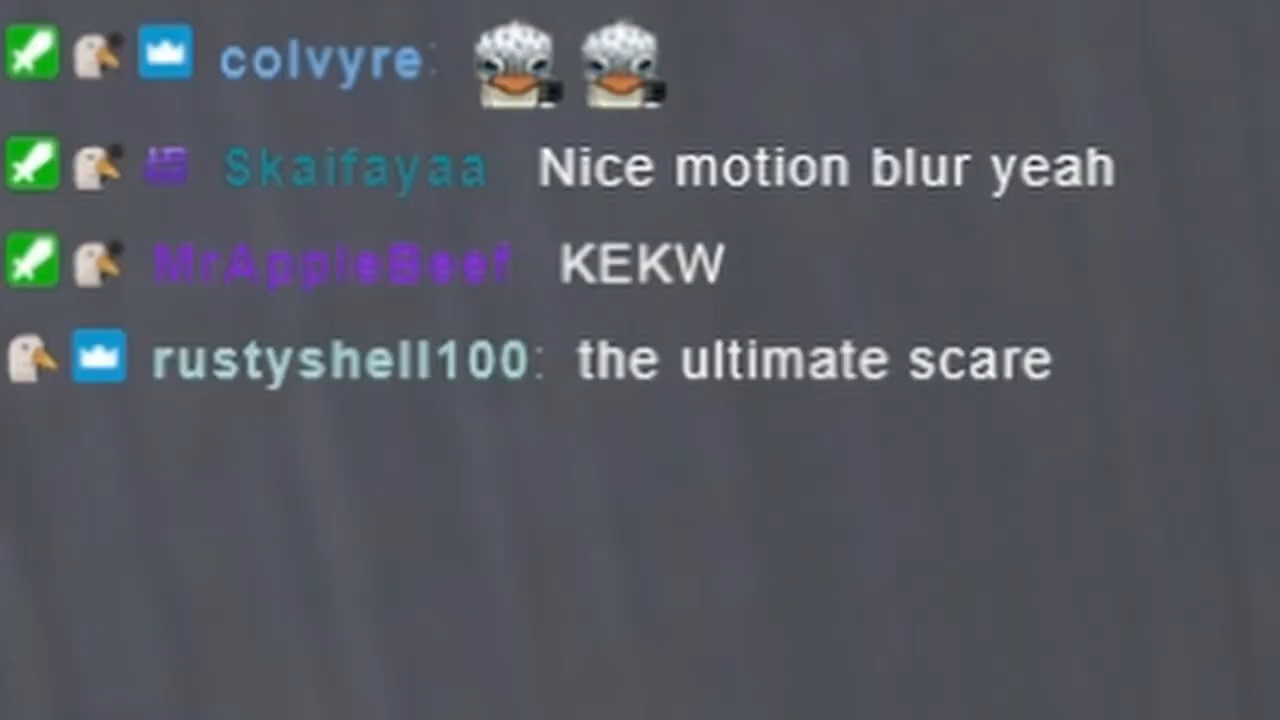 colvyre:
Skaifayaa Nice motion blur yeah
MrAppleBeef KEKW
rustyshell100: the ultimate scare